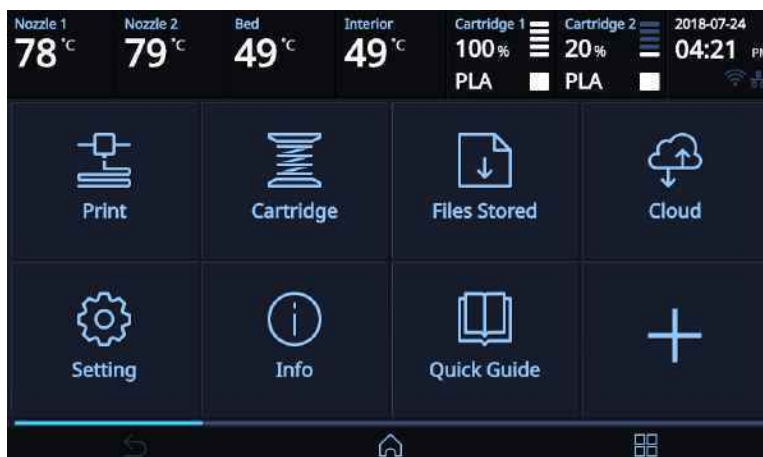 Nozzle 1
78 °C
Nozzle 2
79 °C
Bed
49 °C
Interior
49 °C
Cartridge 1
100 %
PLA
Cartridge 2
20 %
PLA
2018-07-24
04:21 PM
Print
Cartridge
Files Stored
Cloud
Setting
Info
Quick Guide